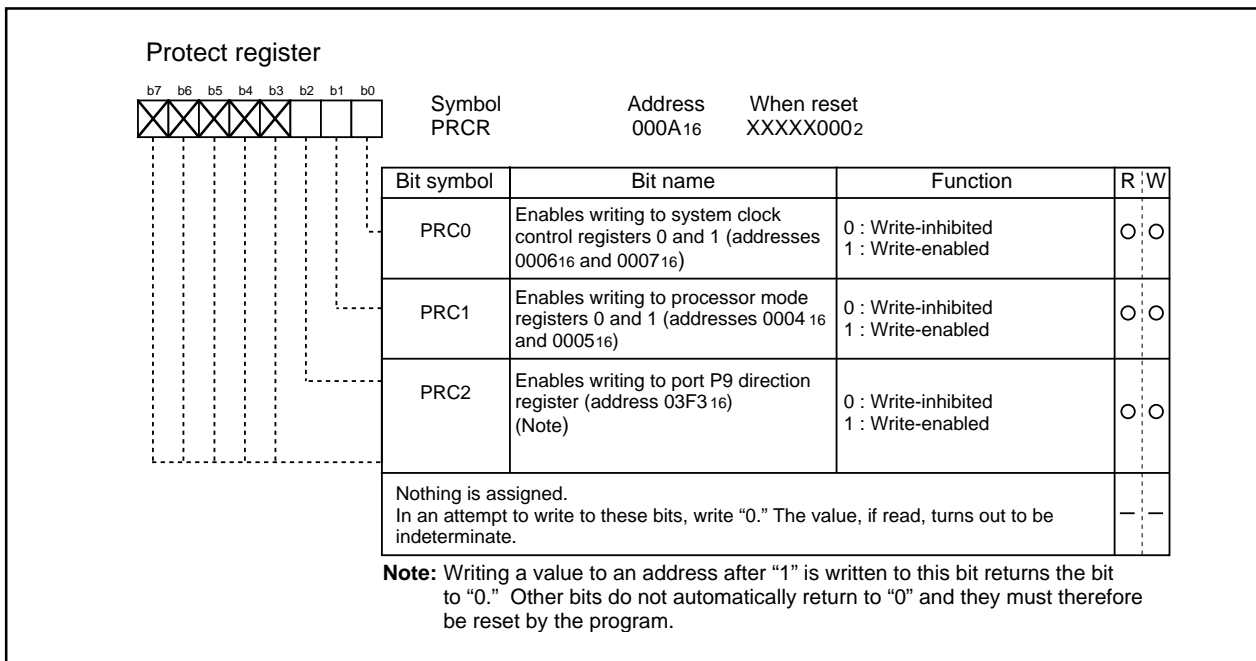 Protect register
b7 b6 b5 b4 b3 b2 b1 b0
Symbol Address When reset
PRCR 000A16 XXXXX0002
Bit symbol Bit name Function R W
PRC0 Enables writing to system clock
control registers 0 and 1 (addresses
000616 and 000716)
0 : Write-inhibited
1 : Write-enabled
PRC1 Enables writing to processor mode
registers 0 and 1 (addresses 0004 16
and 000516)
0 : Write-inhibited
1 : Write-enabled
PRC2 Enables writing to port P9 direction
register (address 03F3 16)
(Note)
0 : Write-inhibited
1 : Write-enabled
Nothing is assigned.
In an attempt to write to these bits, write “0.” The value, if read, turns out to be
indeterminate.
Note: Writing a value to an address after “1” is written to this bit returns the bit
to “0.” Other bits do not automatically return to “0” and they must therefore
be reset by the program.